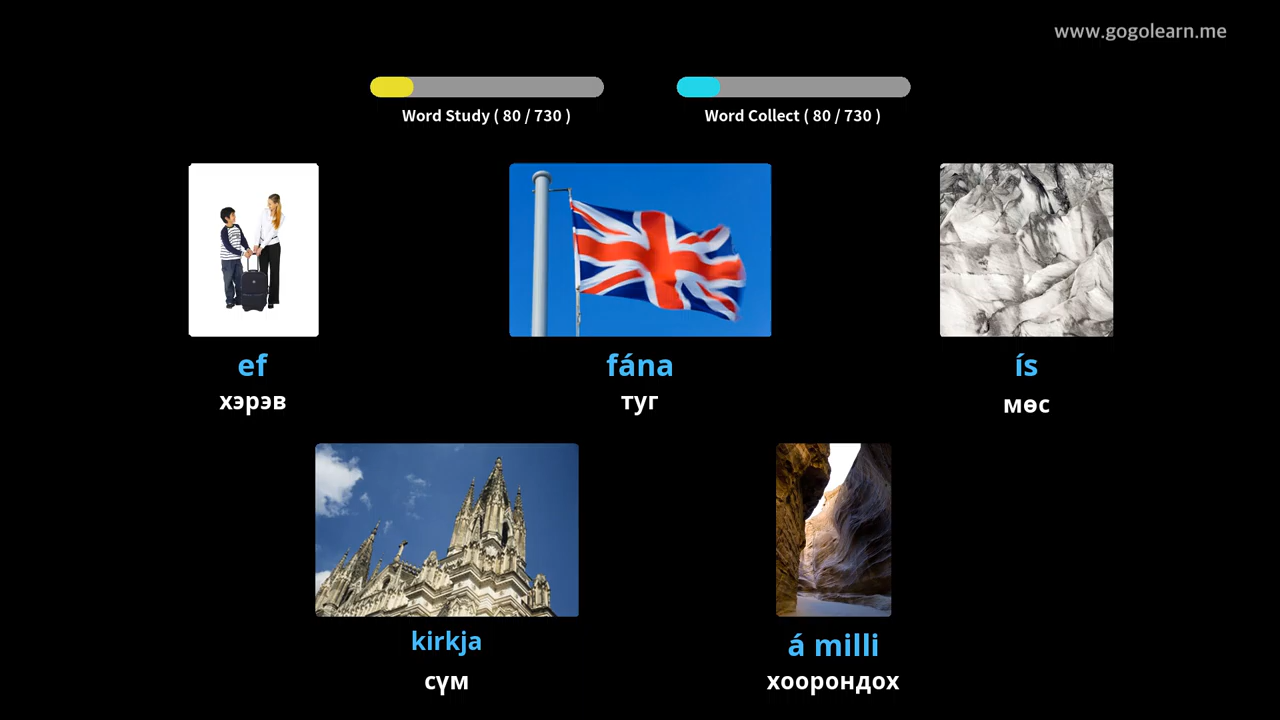 www.gogolearn.me
Word Study ( 80 / 730 )
Word Collect ( 80 / 730 )
ef
хэрэв
fána
туг
ís
мөс
kirkja
сүм
á milli
хоорондох